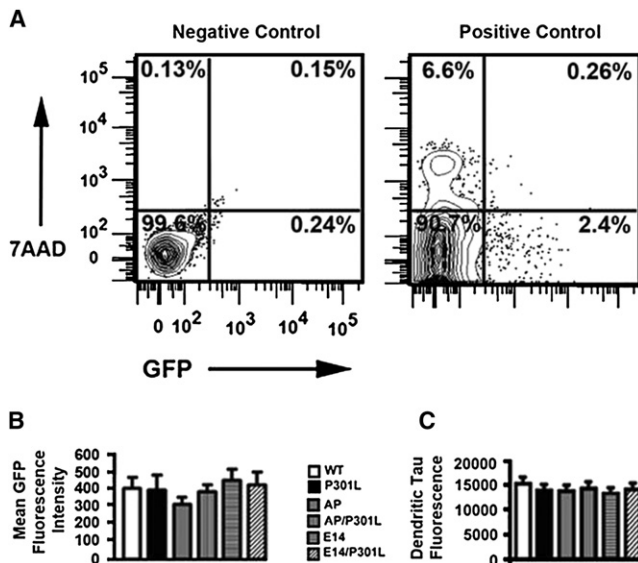 A
Negative Control
Positive Control
10^5
0.13%
0.15%
6.6%
0.26%
10^4
10^3
10^2
99.6%
0.24%
90.7%
2.4%
7AAD
0
0 10^2 10^3 10^4 10^5
GFP
B
C
Mean GFP
Fluorescence
Intensity
600
500
400
300
200
100
0
WT
P301L
AP
AP/P301L
E14
E14/P301L
Dendritic Tau
Fluorescence
20000
15000
10000
5000
0